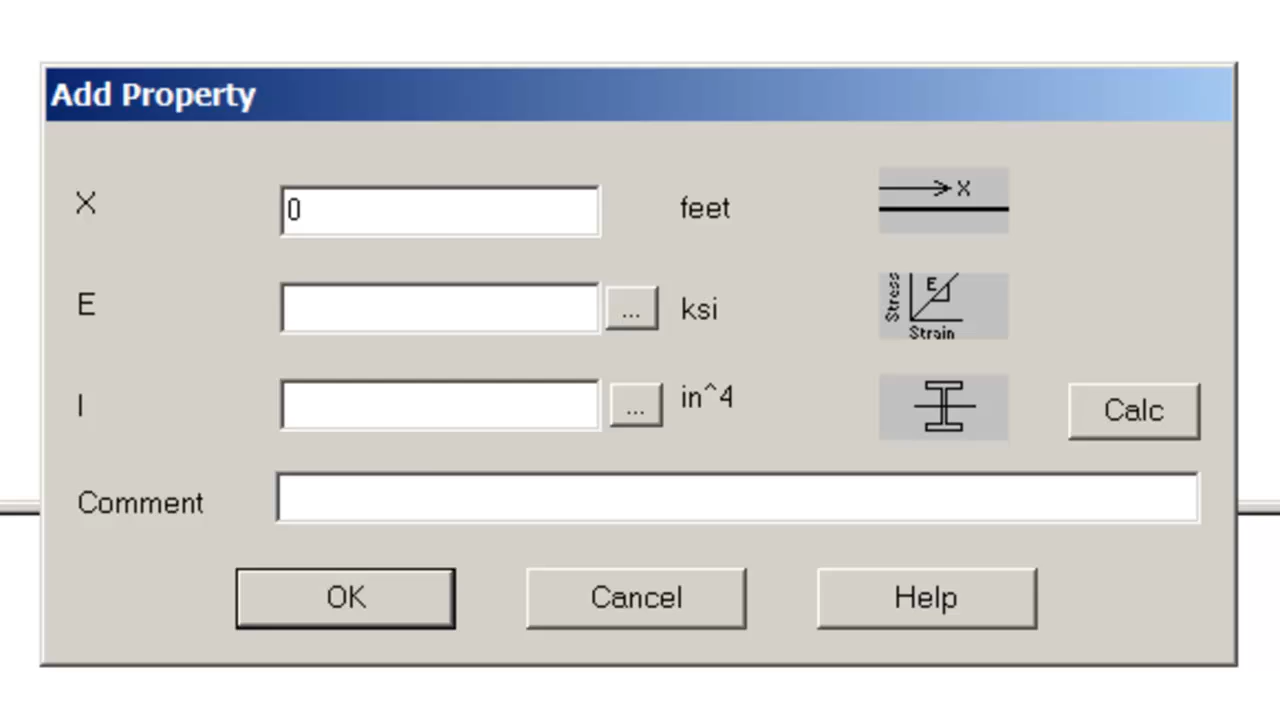 Add Property
X 0 feet X
E ... ksi Stress E Strain
I ... in^4 Calc
Comment
OK Cancel Help